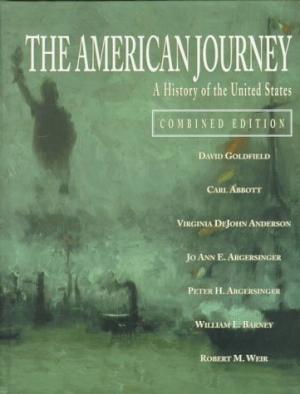 THE AMERICAN JOURNEY
A History of the United States
COMBINED EDITION
DAVID GOLDFIELD
CARL ABBOTT
VIRGINIA DEJOHN ANDERSON
JO ANN E. ARGERSINGER
PETER H. ARGERSINGER
WILLIAM L. BARNEY
ROBERT M. WEIR